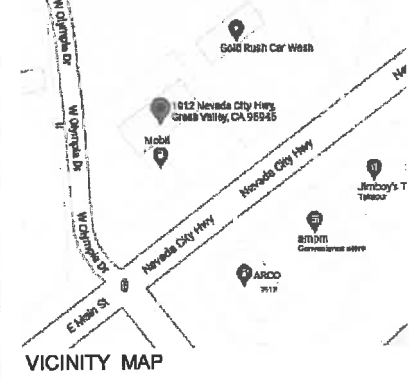 W Olympia Dr
Gold Rush Car Wash
W Olympia Dr
1912 Nevada City Hwy,
Grass Valley, CA 95945
Mobil
Nevada City Hwy
Jimboy's T
ampm
Convenience store
W Olympia Dr
Nevada City Hwy
ARCO
E Main St
VICINITY MAP